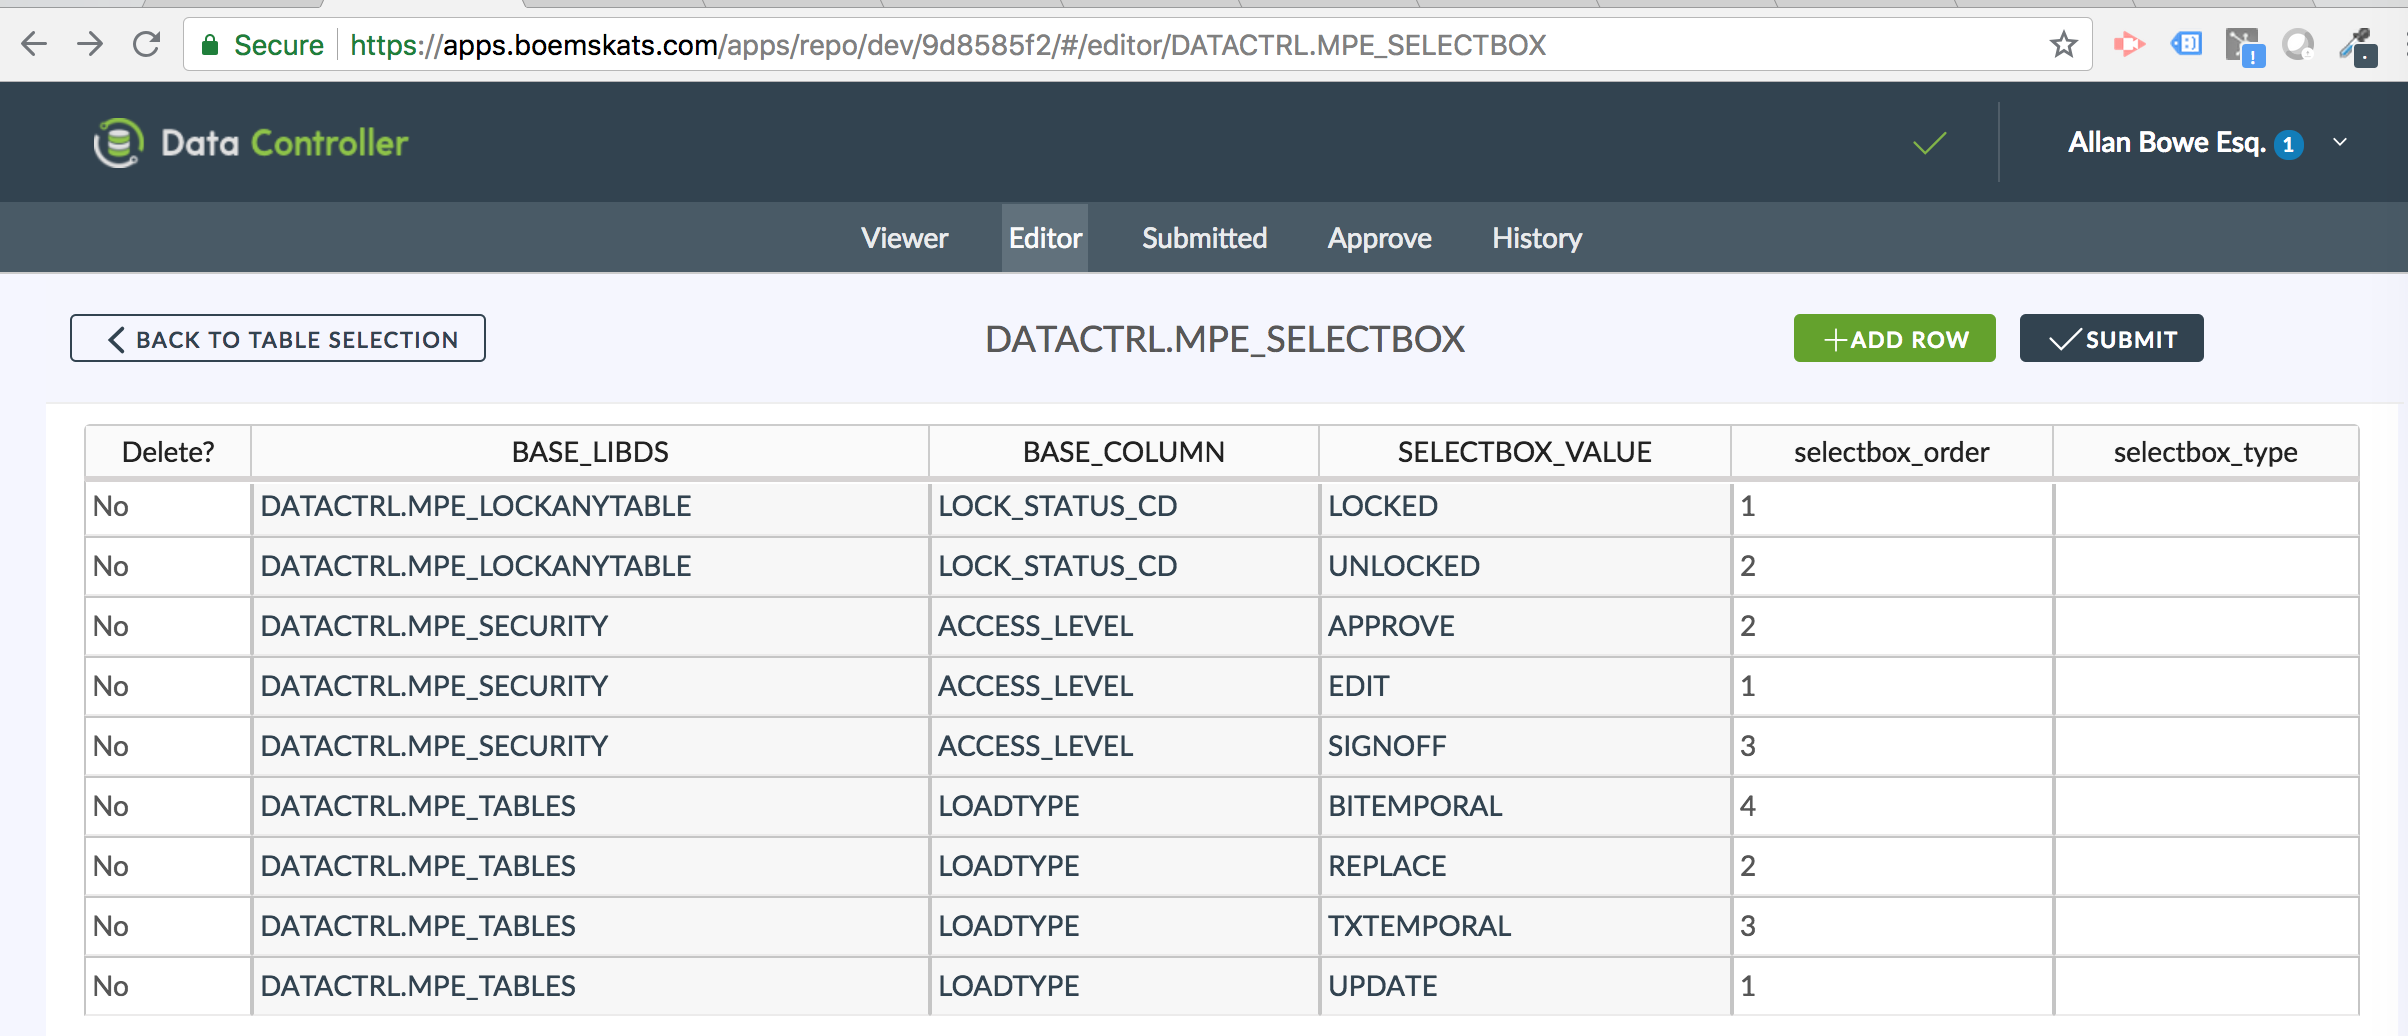 Secure https://apps.boemskats.com/apps/repo/dev/9d8585f2/#/editor/DATACTRL.MPE_SELECTBOX
Data Controller
Allan Bowe Esq. 1
Viewer Editor Submitted Approve History
BACK TO TABLE SELECTION DATACTRL.MPE_SELECTBOX +ADD ROW SUBMIT
Delete? BASE_LIBDS BASE_COLUMN SELECTBOX_VALUE selectbox_order selectbox_type
No DATACTRL.MPE_LOCKANYTABLE LOCK_STATUS_CD LOCKED 1
No DATACTRL.MPE_LOCKANYTABLE LOCK_STATUS_CD UNLOCKED 2
No DATACTRL.MPE_SECURITY ACCESS_LEVEL APPROVE 2
No DATACTRL.MPE_SECURITY ACCESS_LEVEL EDIT 1
No DATACTRL.MPE_SECURITY ACCESS_LEVEL SIGNOFF 3
No DATACTRL.MPE_TABLES LOADTYPE BITEMPORAL 4
No DATACTRL.MPE_TABLES LOADTYPE REPLACE 2
No DATACTRL.MPE_TABLES LOADTYPE TXTEMPORAL 3
No DATACTRL.MPE_TABLES LOADTYPE UPDATE 1